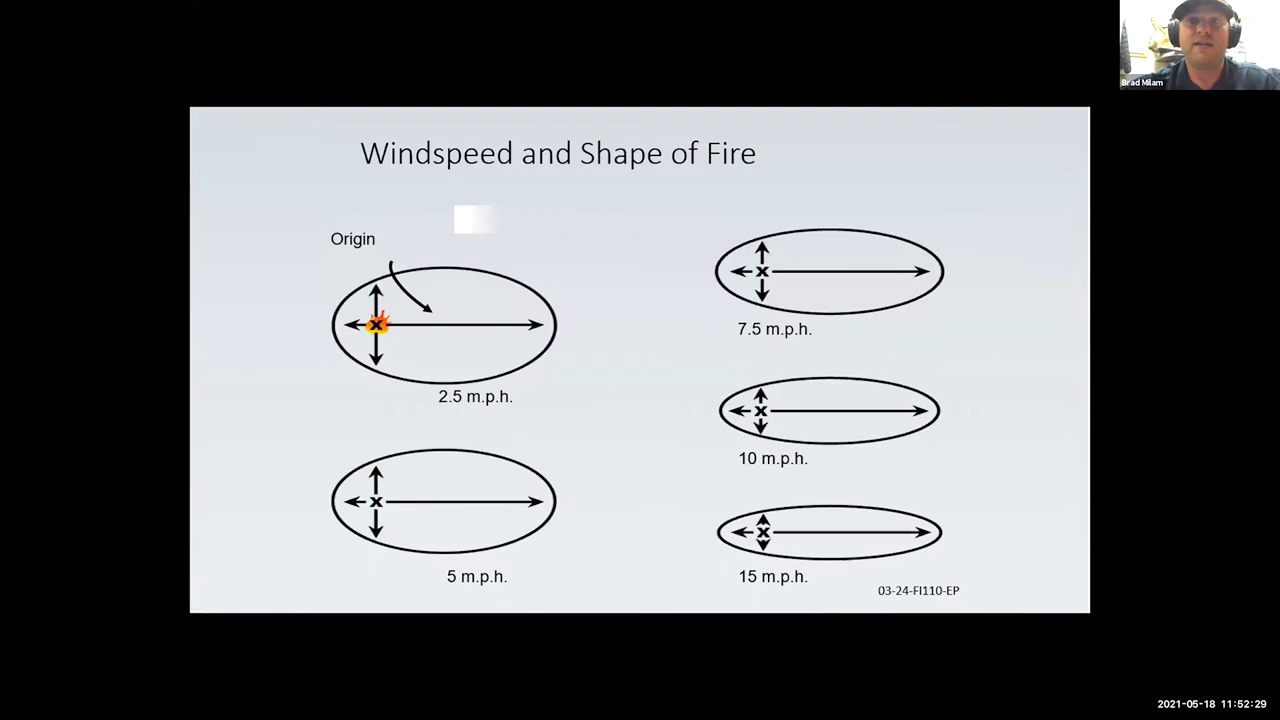 Brad Milam
Windspeed and Shape of Fire
Origin
x
2.5 m.p.h.
x
5 m.p.h.
x
7.5 m.p.h.
x
10 m.p.h.
x
15 m.p.h.
03-24-FI110-EP
2021-05-18 11:52:29